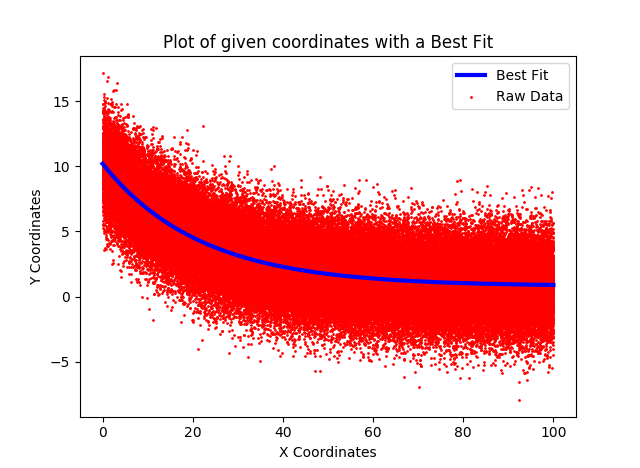 Plot of given coordinates with a Best Fit
Best Fit
Raw Data
15
10
5
0
−5
Y Coordinates
0 20 40 60 80 100
X Coordinates